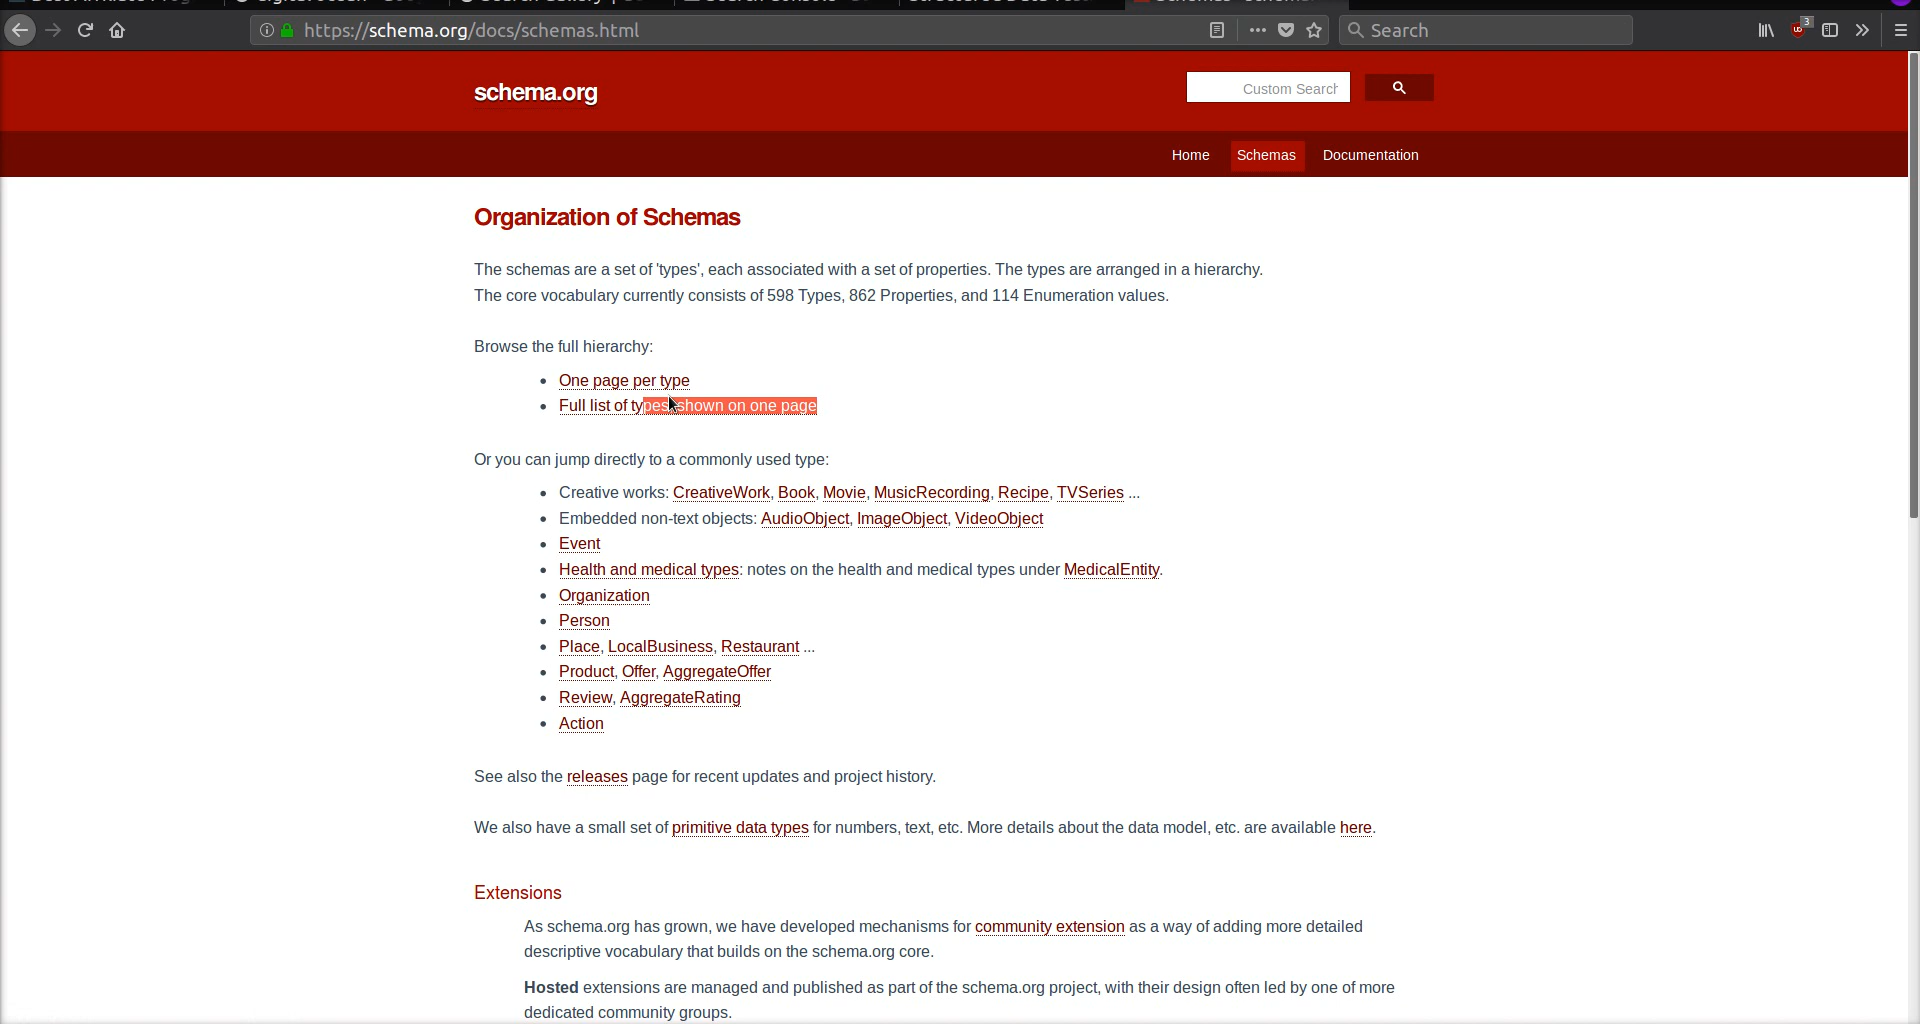 https://schema.org/docs/schemas.html
Search
3
schema.org
Custom Search
Home Schemas Documentation
Organization of Schemas
The schemas are a set of 'types', each associated with a set of properties. The types are arranged in a hierarchy.
The core vocabulary currently consists of 598 Types, 862 Properties, and 114 Enumeration values.
Browse the full hierarchy:
• One page per type
• Full list of types, shown on one page
Or you can jump directly to a commonly used type:
• Creative works: CreativeWork, Book, Movie, MusicRecording, Recipe, TVSeries ...
• Embedded non-text objects: AudioObject, ImageObject, VideoObject
• Event
• Health and medical types: notes on the health and medical types under MedicalEntity.
• Organization
• Person
• Place, LocalBusiness, Restaurant ...
• Product, Offer, AggregateOffer
• Review, AggregateRating
• Action
See also the releases page for recent updates and project history.
We also have a small set of primitive data types for numbers, text, etc. More details about the data model, etc. are available here.
Extensions
As schema.org has grown, we have developed mechanisms for community extension as a way of adding more detailed
descriptive vocabulary that builds on the schema.org core.
Hosted extensions are managed and published as part of the schema.org project, with their design often led by one of more
dedicated community groups.